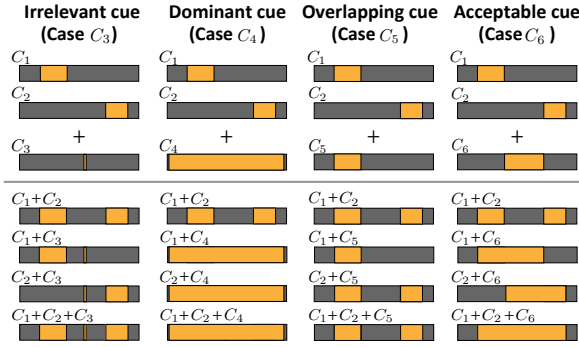 Irrelevant cue Dominant cue Overlapping cue Acceptable cue
(Case C₃) (Case C₄) (Case C₅) (Case C₆)
C₁ C₁ C₁ C₁
C₂ C₂ C₂ C₂
+ + + +
C₃ C₄ C₅ C₆
C₁+C₂ C₁+C₂ C₁+C₂ C₁+C₂
C₁+C₃ C₁+C₄ C₁+C₅ C₁+C₆
C₂+C₃ C₂+C₄ C₂+C₅ C₂+C₆
C₁+C₂+C₃ C₁+C₂+C₄ C₁+C₂+C₅ C₁+C₂+C₆